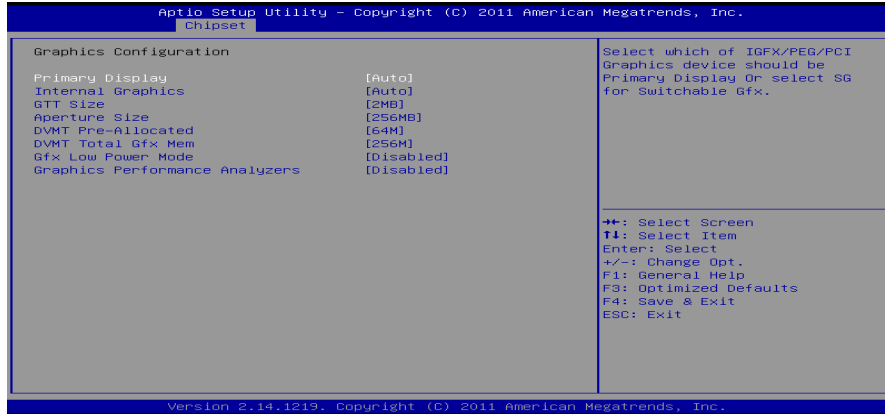 Aptio Setup Utility – Copyright (C) 2011 American Megatrends, Inc.
Chipset
Graphics Configuration
Primary Display [Auto]
Internal Graphics [Auto]
GTT Size [2MB]
Aperture Size [256MB]
DVMT Pre-Allocated [64M]
DVMT Total Gfx Mem [256M]
Gfx Low Power Mode [Disabled]
Graphics Performance Analyzers [Disabled]
Select which of IGFX/PEG/PCI
Graphics device should be
Primary Display Or select SG
for Switchable Gfx.
→←: Select Screen
↑↓: Select Item
Enter: Select
+/-: Change Opt.
F1: General Help
F3: Optimized Defaults
F4: Save & Exit
ESC: Exit
Version 2.14.1219. Copyright (C) 2011 American Megatrends, Inc.